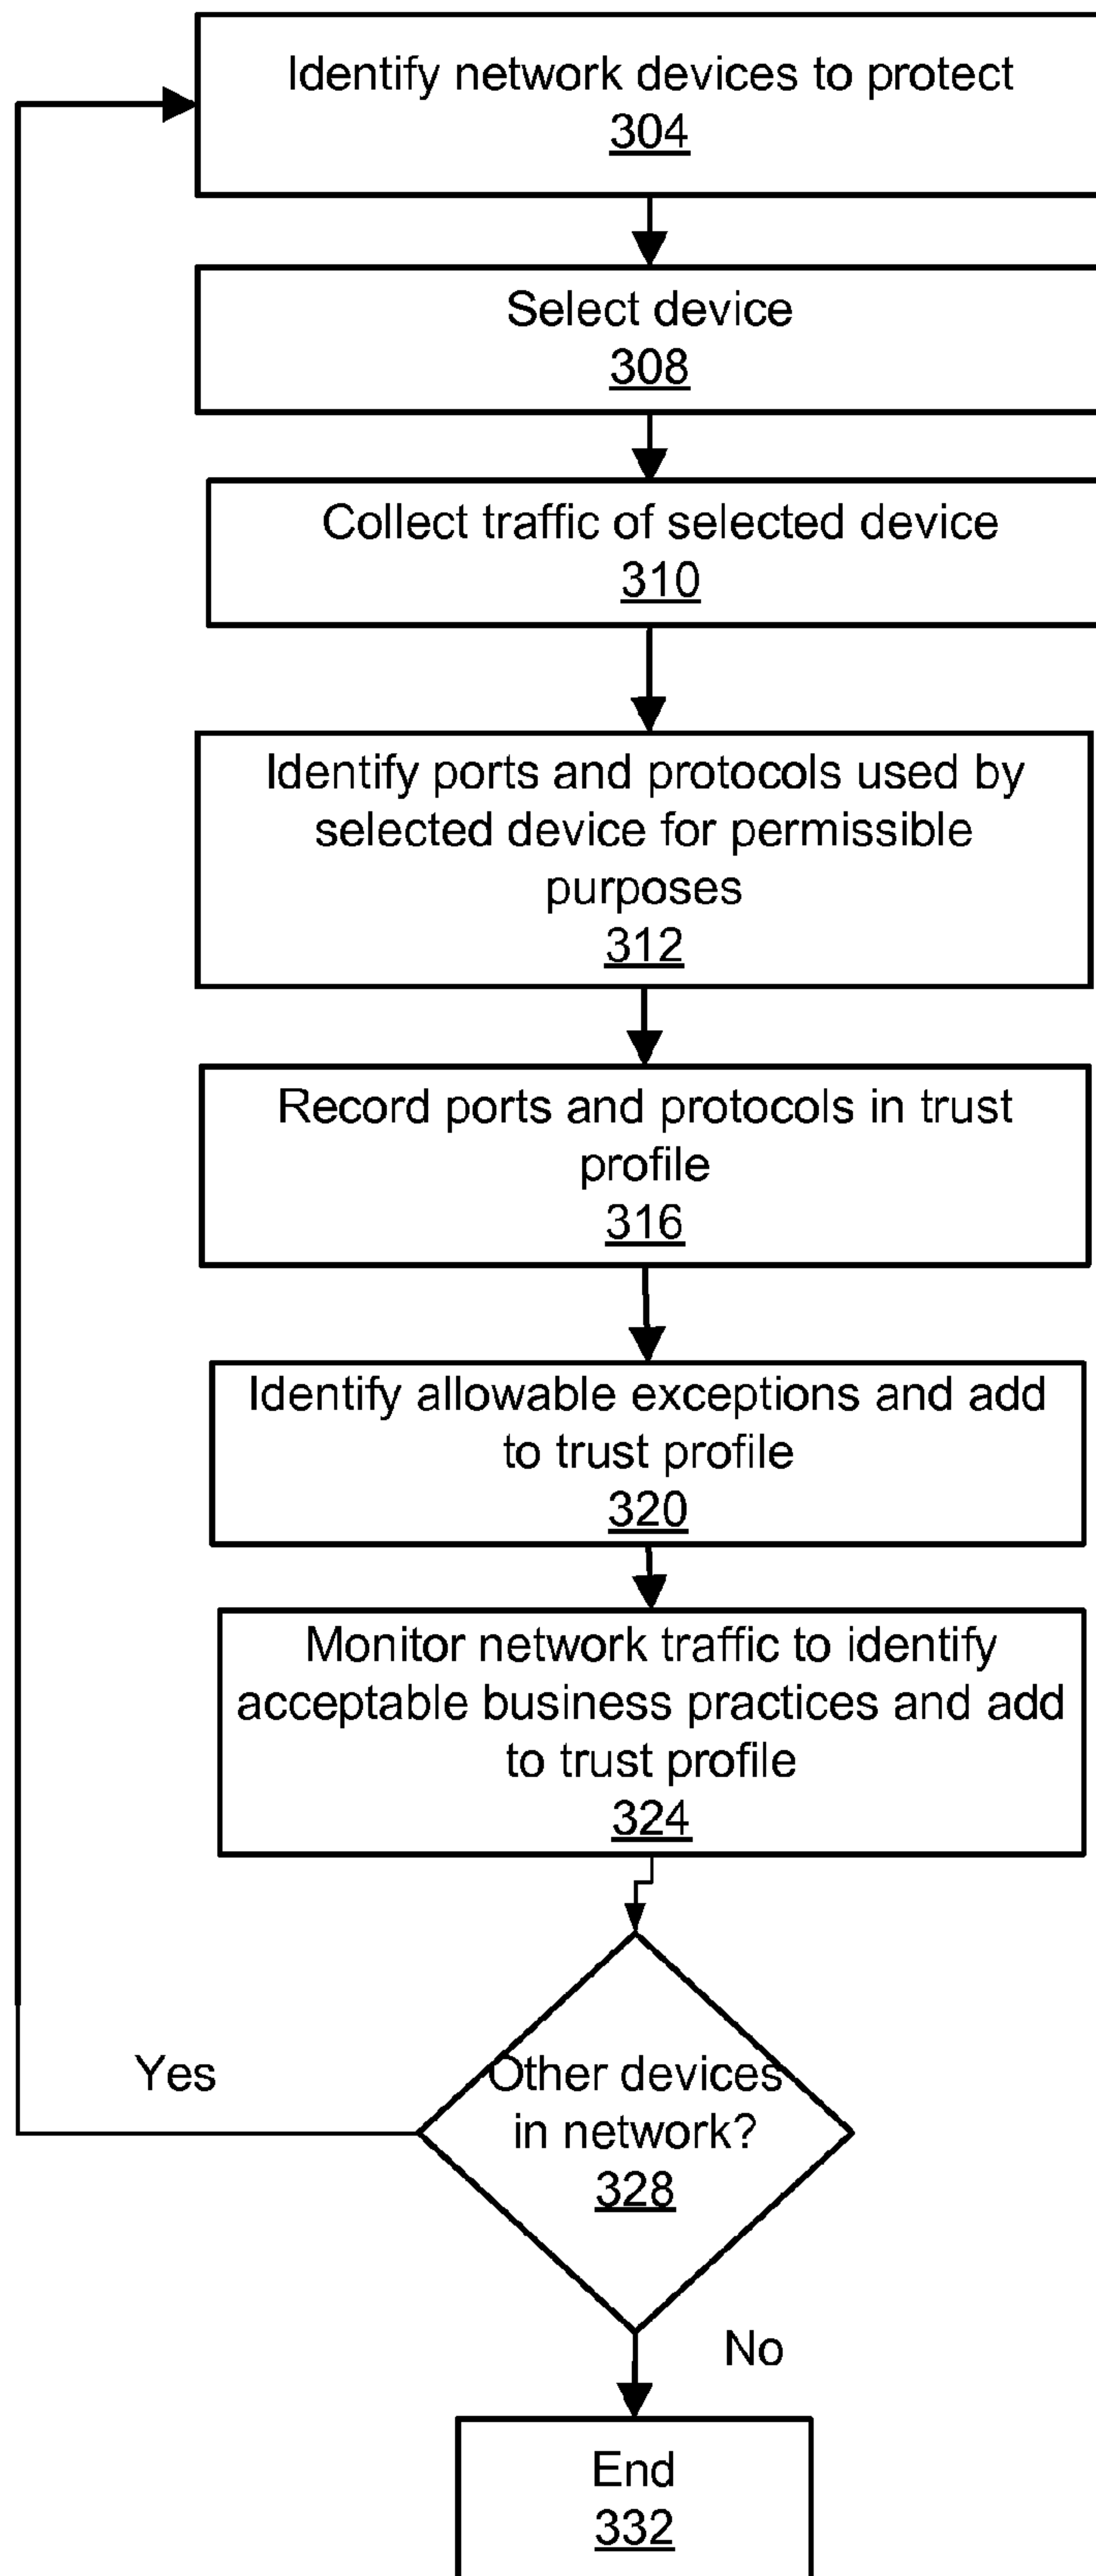 Identify network devices to protect
304
Select device
308
Collect traffic of selected device
310
Identify ports and protocols used by
selected device for permissible
purposes
312
Record ports and protocols in trust
profile
316
Identify allowable exceptions and add
to trust profile
320
Monitor network traffic to identify
acceptable business practices and add
to trust profile
324
Yes
Other devices
in network?
328
No
End
332